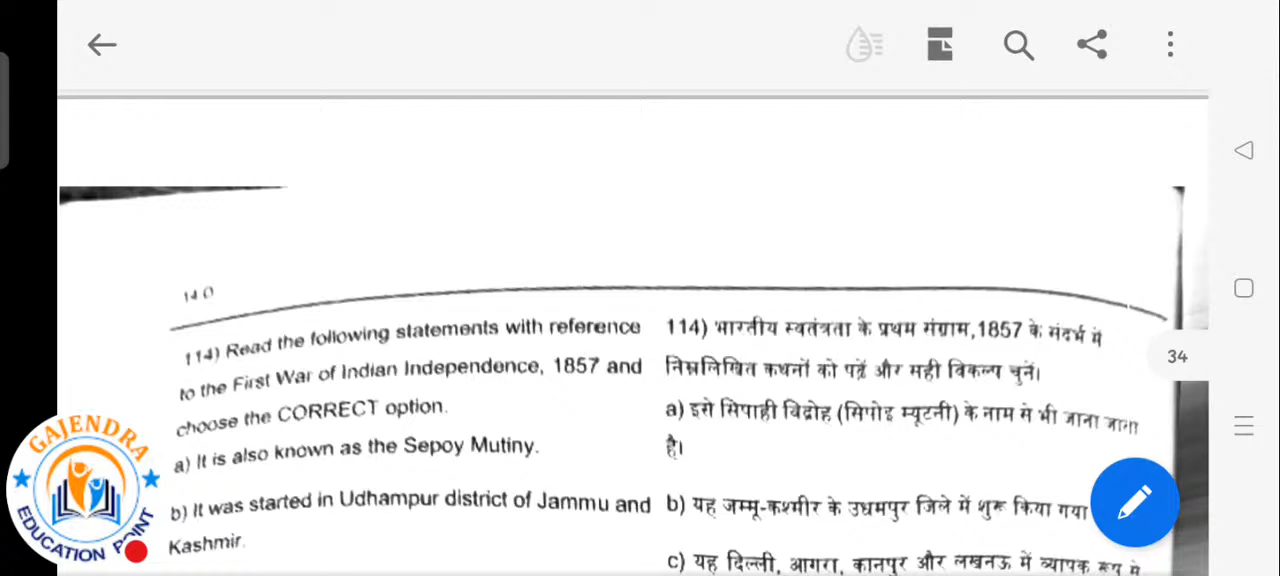 34
140
114) Read the following statements with reference
to the First War of Indian Independence, 1857 and
choose the CORRECT option.
a) It is also known as the Sepoy Mutiny.
b) It was started in Udhampur district of Jammu and
Kashmir.
114) भारतीय स्वतंत्रता के प्रथम संग्राम,1857 के संदर्भ में
निम्नलिखित कथनों को पढ़ें और सही विकल्प चुनें।
a) इसे सिपाही विद्रोह (सिपोइ म्यूटनी) के नाम से भी जाना जाता
है।
b) यह जम्मू-कश्मीर के उधमपुर जिले में शुरू किया गया
c) यह दिल्ली, आगरा, कानपुर और लखनऊ में व्यापक रूप से
GAJENDRA
EDUCATION POINT